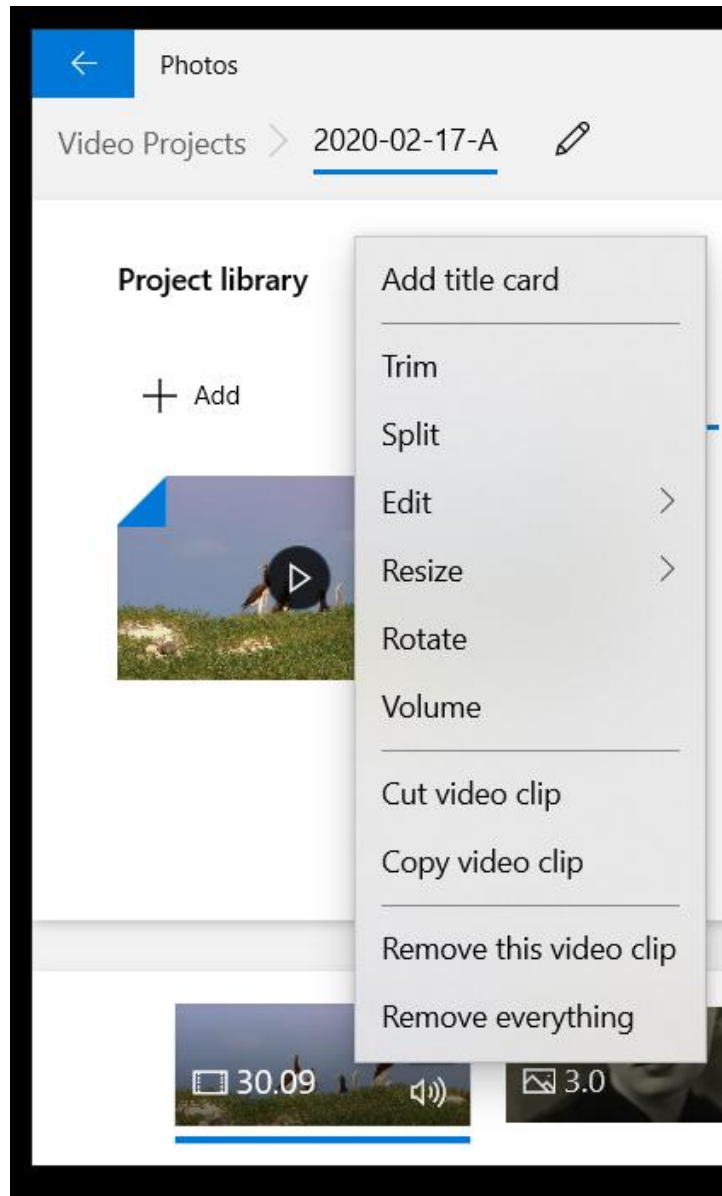 Photos
Video Projects
2020-02-17-A
Project library
Add
Add title card
Trim
Split
Edit
Resize
Rotate
Volume
Cut video clip
Copy video clip
Remove this video clip
Remove everything
30.09
3.0